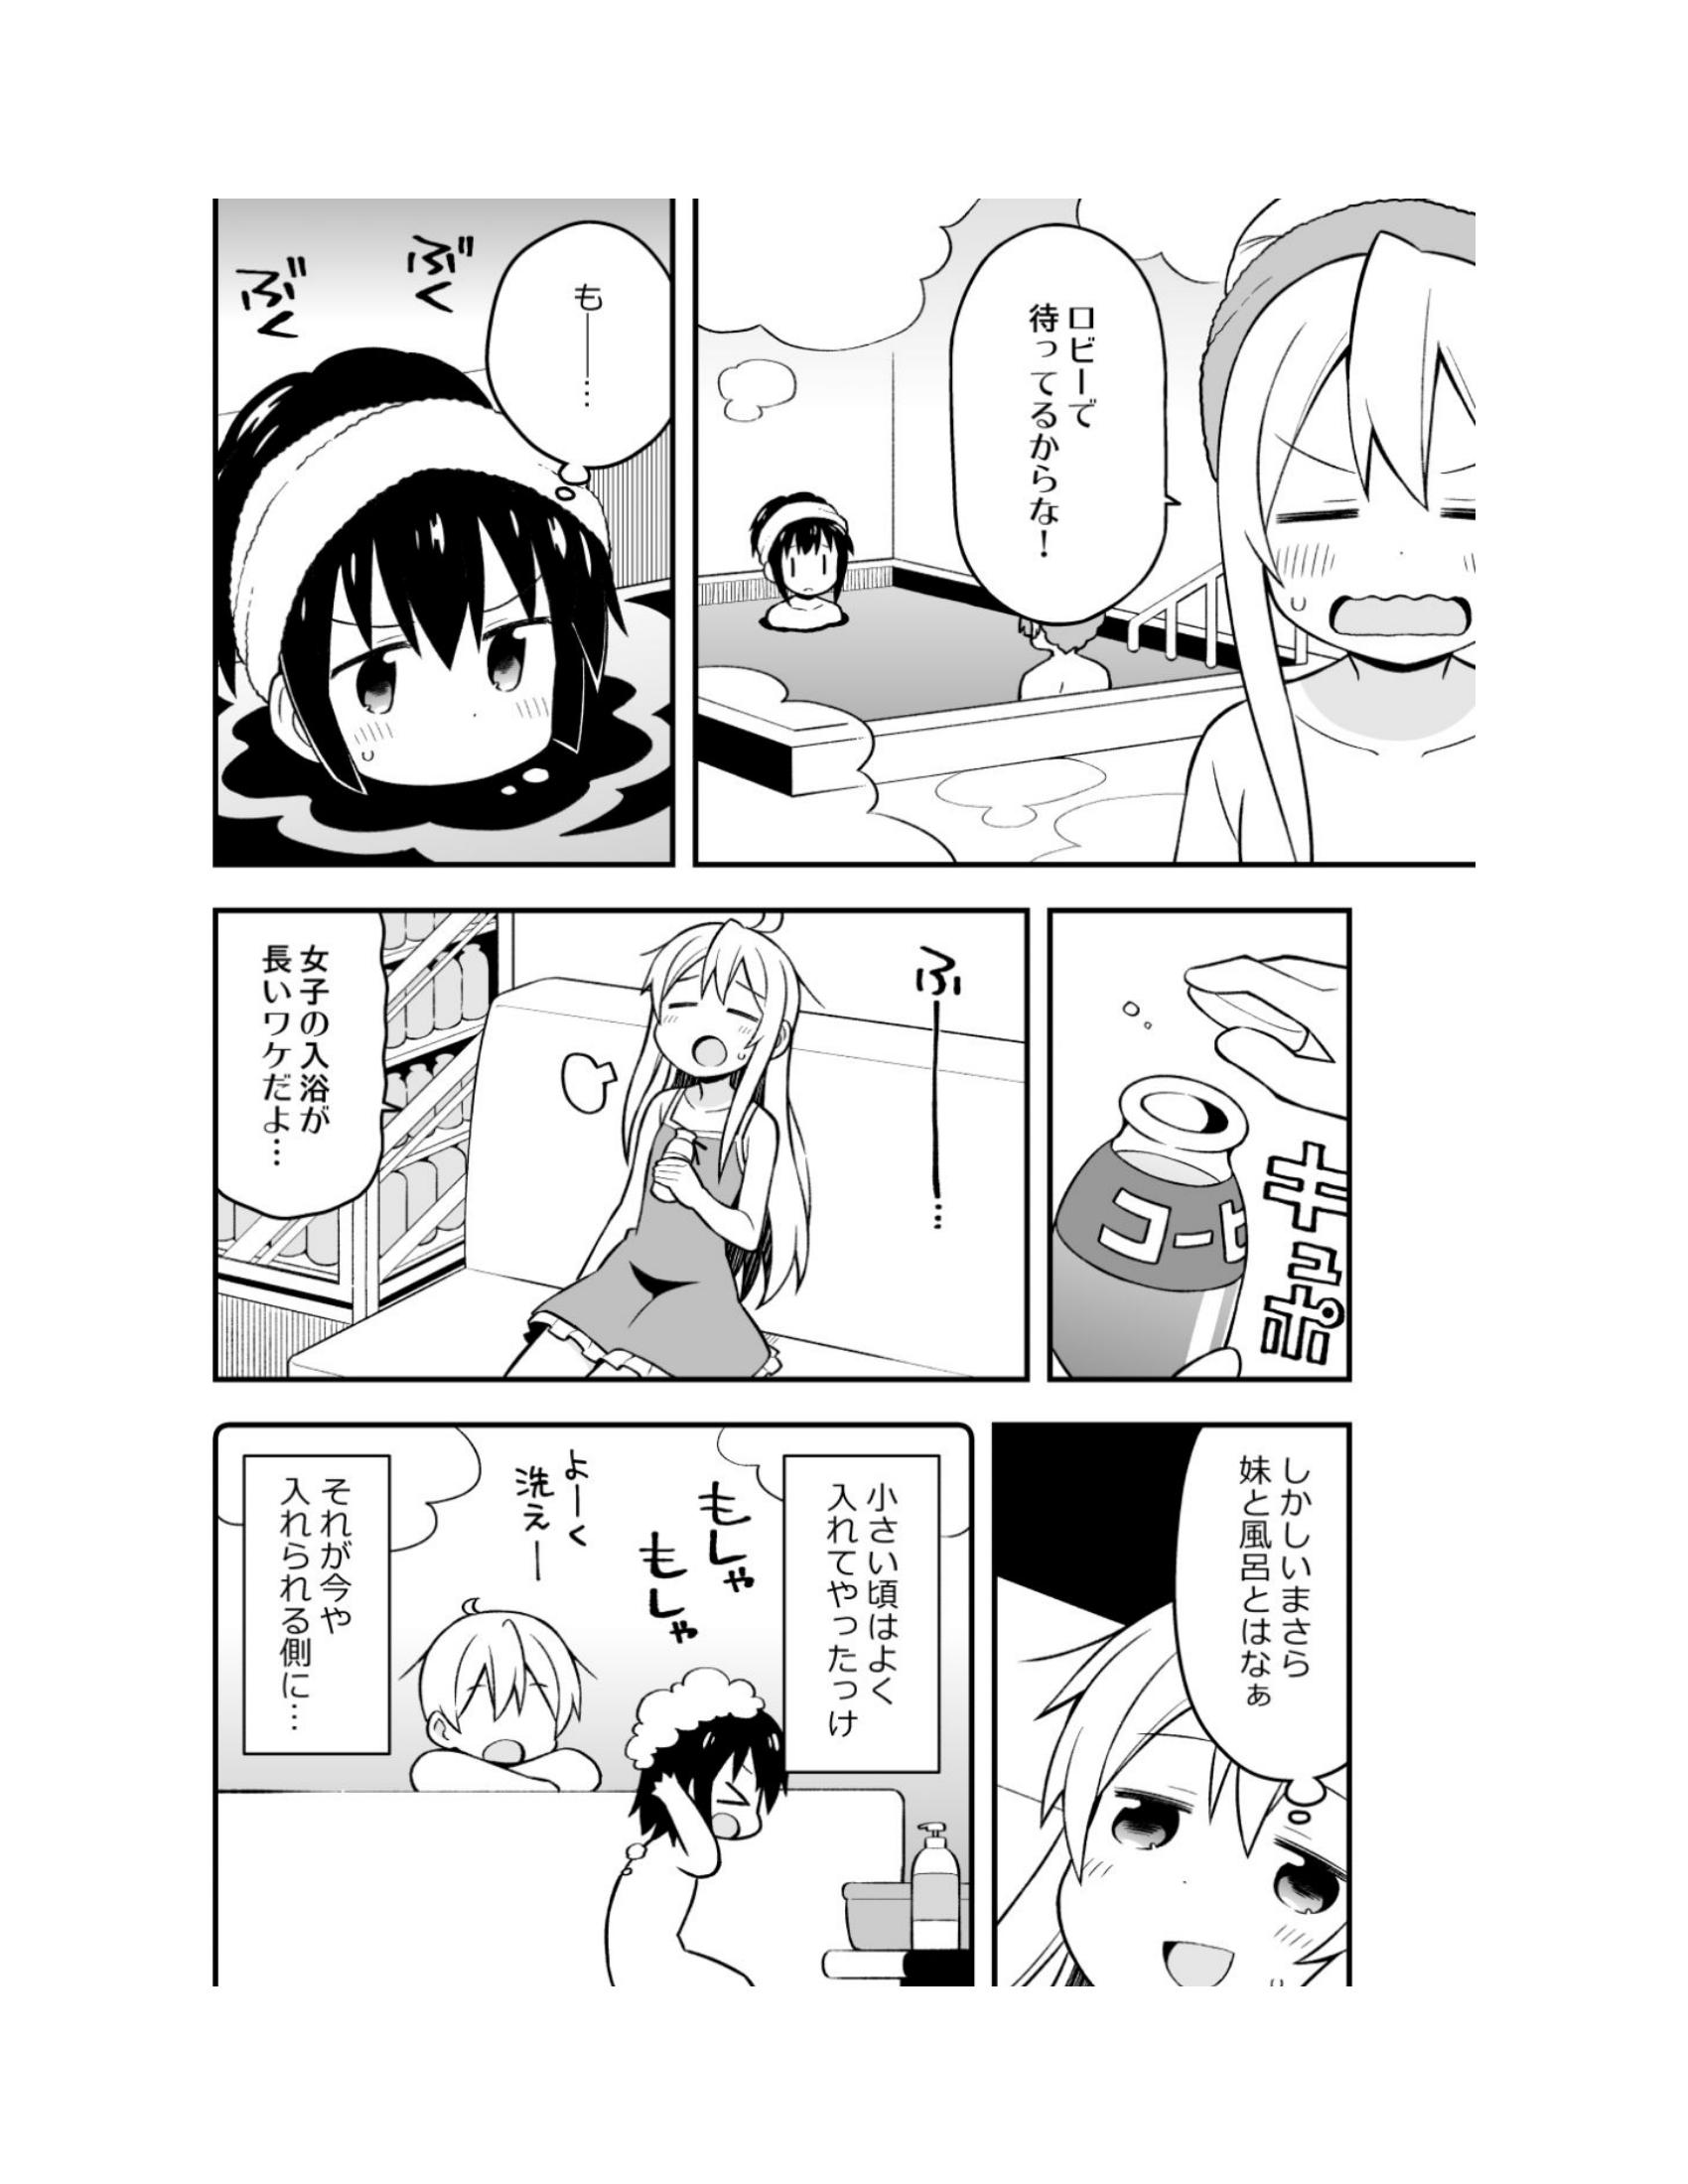 ロビーで
待ってるからな！
も――…
ぶく
ぶく
キュポ
コーヒ
ふ―――…
女子の入浴が
長いワケだよ…
しかしいまさら
妹と風呂とはなぁ
小さい頃はよく
入れてやったっけ
もしゃ
もしゃ
よーく
洗えー
それが今や
入れられる側に…